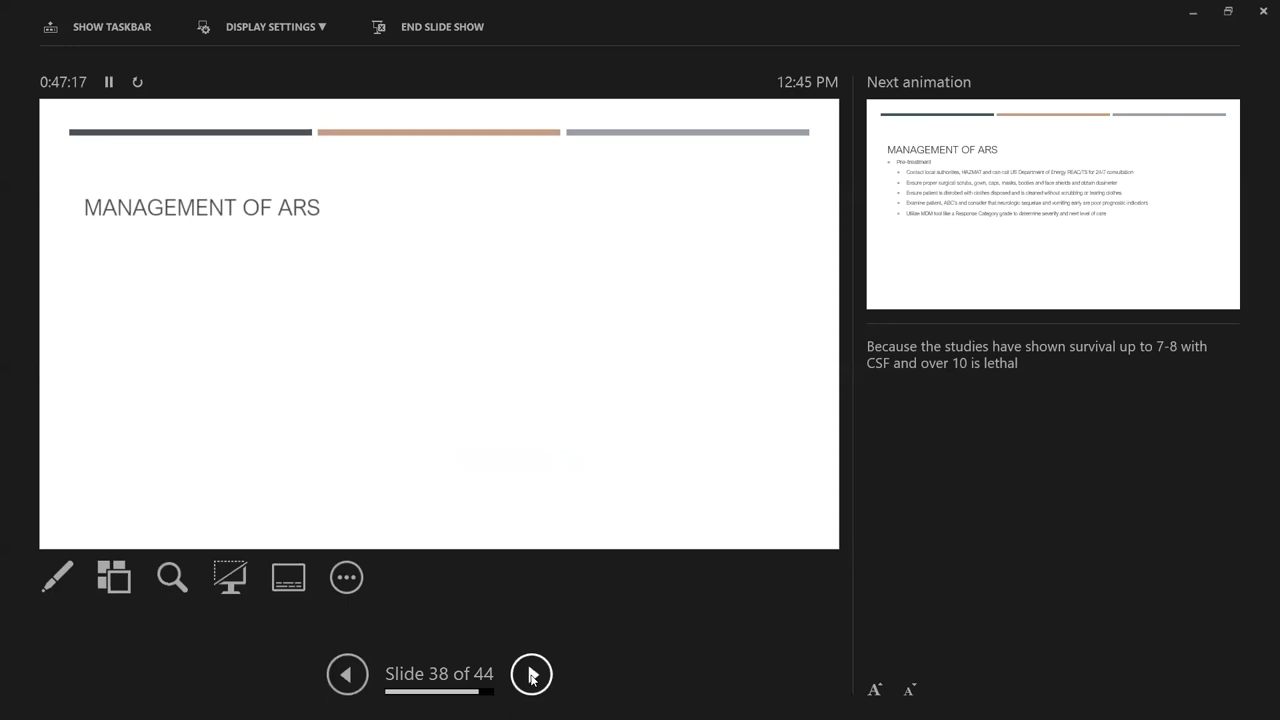 SHOW TASKBAR
DISPLAY SETTINGS ▼
END SLIDE SHOW
0:47:17
12:45 PM
MANAGEMENT OF ARS
Slide 38 of 44
Next animation
MANAGEMENT OF ARS
Pre-treatment
Contact local authorities, HAZMAT and can call US Department of Energy REAC/TS for 24/7 consultation
Ensure proper surgical scrubs, gown, caps, masks, booties and face shields and obtain dosimeter
Ensure patient is disrobed with clothes disposed and is cleaned without scrubbing or tearing clothes
Examine patient, ABC's and consider that neurologic sequelae and vomiting early are poor prognostic indicators
Utilize MDM tool like a Response Category grade to determine severity and next level of care
Because the studies have shown survival up to 7-8 with
CSF and over 10 is lethal
A
A